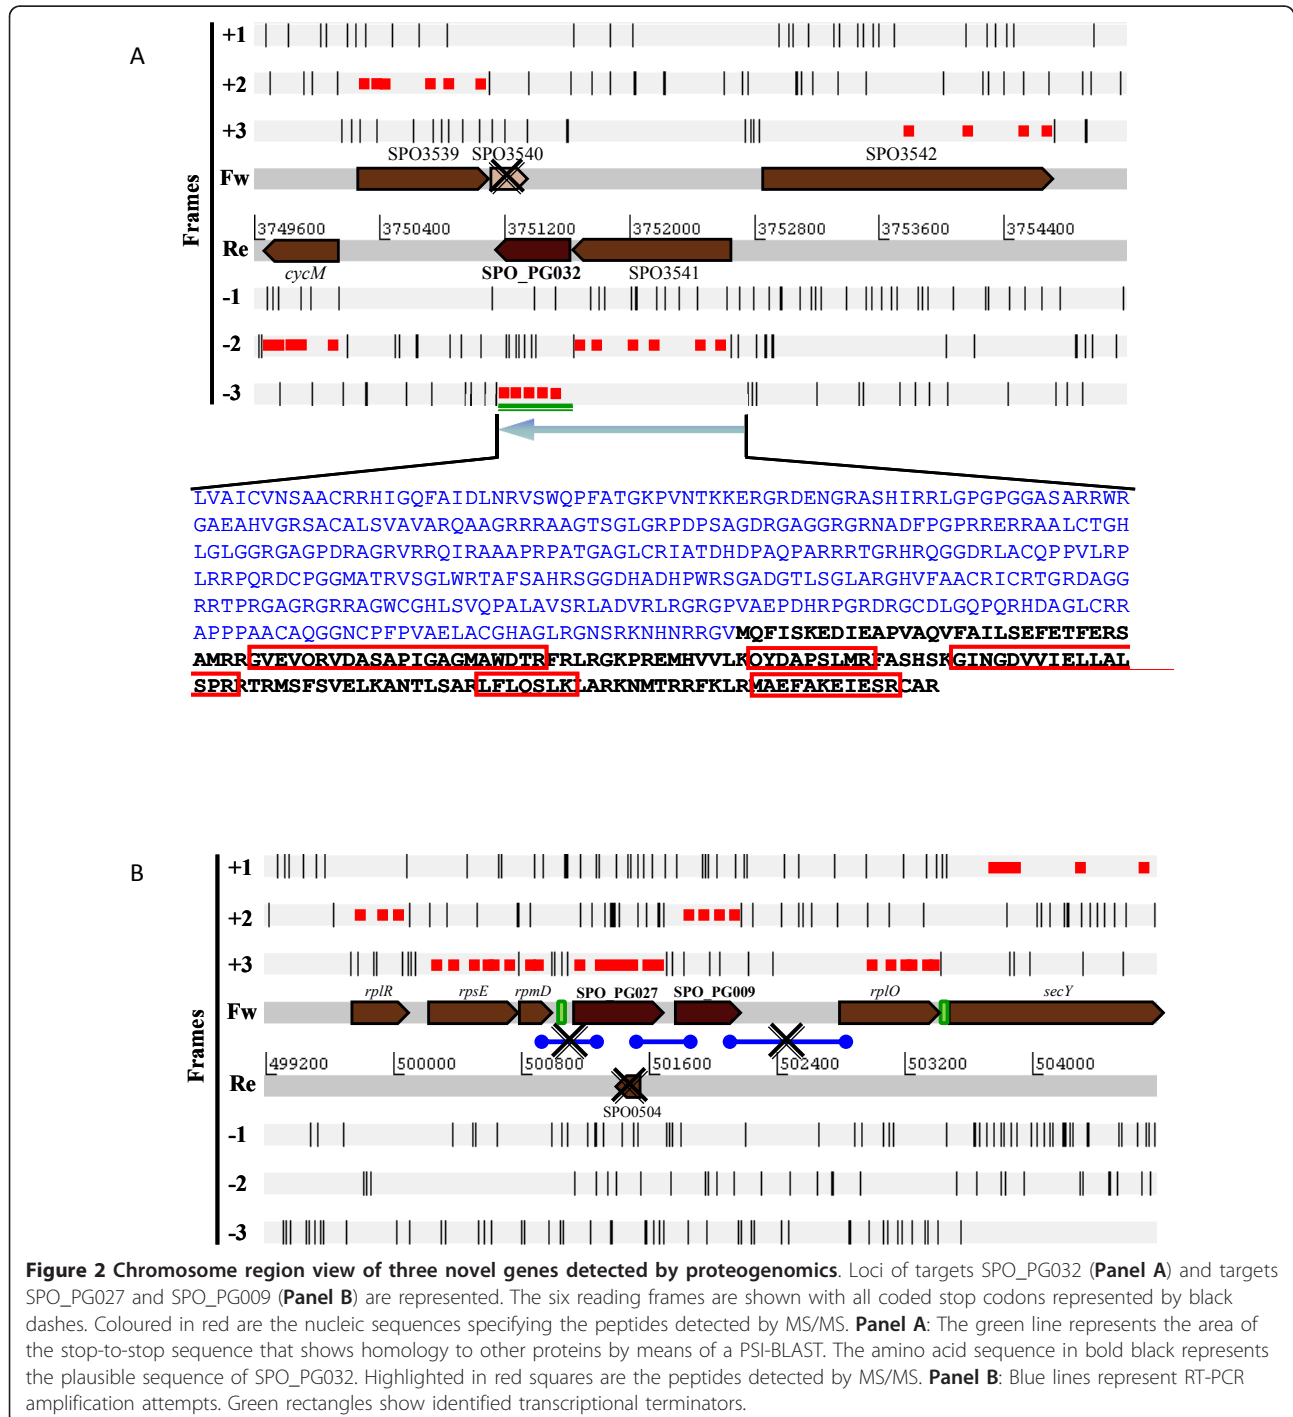 A
+1
+2
+3
SPO3539 SPO3540 SPO3542
Fw
Frames
3749600 3750400 3751200 3752000 3752800 3753600 3754400
Re
cycM SPO_PG032 SPO3541
-1
-2
-3
LVAICVNSAACRRHIGQFAIDLNRVSWQPFATGKPVNTKKERGRDENGRASHIRRLGPGPGGASARRWR
GAEAHVGRSACALSVAVARQAAGRRRAAGTSGLGRPDPSAGDRGAGGRGRNADFPGPRRERRAALCTGH
LGLGGRGAGPDRAGRVRRQIRAAAPRPATGAGLCRIATDHDPAQPARRRTGRHRQGGDRLACQPPVLRP
LRRPQRDCPGGMATRVSGLWRTAFSAHRSGGDHADHPWRSGADGTLSGLARGHVFAACRICRTGRDAGG
RRTPRGAGRGRRAGWCGHLSVQPALAVSRLADVRLRGRGPVAEPDHRPGRDRGCDLGQPQRHDAGLCRR
APPPAACAQGGNCPFPVAELACGHAGLRGNSRKNHNRRGVMQFISKEDIEAPVAQVFAILSEFETFERS
AMRRGVEVQRVDASAPIGAGMAWDTRFRLRGKPREMHVVLKQYDAPSLMRFASHSKGINGDVVIELLAL
SPRRTRMSFSVELKANTLSARLFLQSLKLARKNMTRRFKLRMAEFAKEIESRCAR
B
+1
+2
+3
rplR rpsE rpmD SPO_PG027 SPO_PG009 rplO secY
Fw
Frames
499200 500000 500800 501600 502400 503200 504000
Re
SPO0504
-1
-2
-3
Figure 2 Chromosome region view of three novel genes detected by proteogenomics. Loci of targets SPO_PG032 (Panel A) and targets
SPO_PG027 and SPO_PG009 (Panel B) are represented. The six reading frames are shown with all coded stop codons represented by black
dashes. Coloured in red are the nucleic sequences specifying the peptides detected by MS/MS. Panel A: The green line represents the area of
the stop-to-stop sequence that shows homology to other proteins by means of a PSI-BLAST. The amino acid sequence in bold black represents
the plausible sequence of SPO_PG032. Highlighted in red squares are the peptides detected by MS/MS. Panel B: Blue lines represent RT-PCR
amplification attempts. Green rectangles show identified transcriptional terminators.